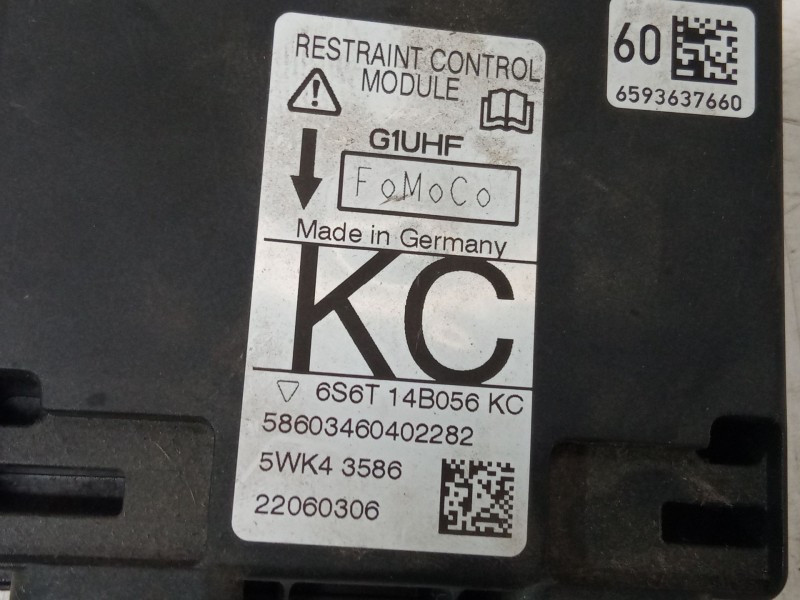 RESTRAINT CONTROL
MODULE
G1UHF
FoMoCo
Made in Germany
KC
6S6T 14B056 KC
58603460402282
5WK4 3586
22060306
60
6593637660